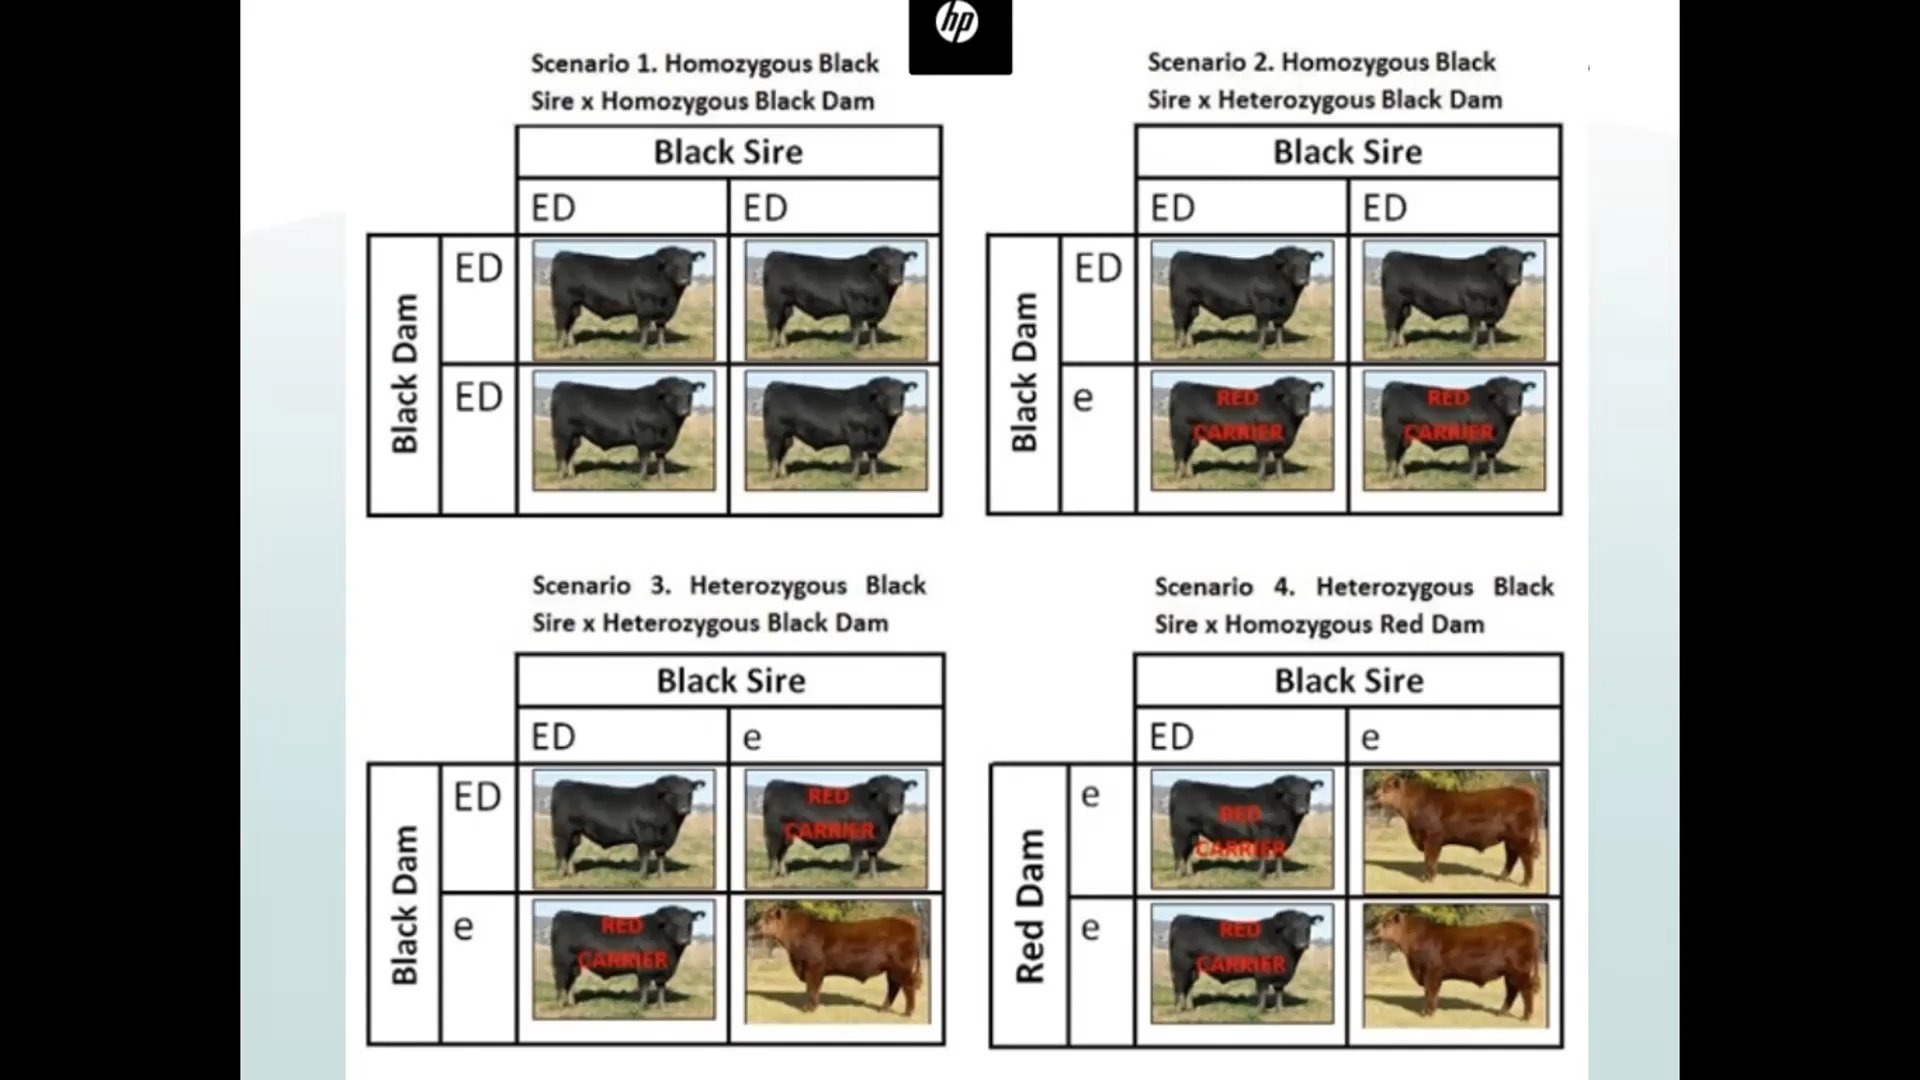 hp
Scenario 1. Homozygous Black
Sire x Homozygous Black Dam
Black Sire
ED ED
Black Dam
ED
ED
Scenario 2. Homozygous Black
Sire x Heterozygous Black Dam
Black Sire
ED ED
Black Dam
ED
e
RED
CARRIER
RED
CARRIER
Scenario 3. Heterozygous Black
Sire x Heterozygous Black Dam
Black Sire
ED e
Black Dam
ED
RED
CARRIER
e
RED
CARRIER
Scenario 4. Heterozygous Black
Sire x Homozygous Red Dam
Black Sire
ED e
Red Dam
e
RED
CARRIER
e
RED
CARRIER